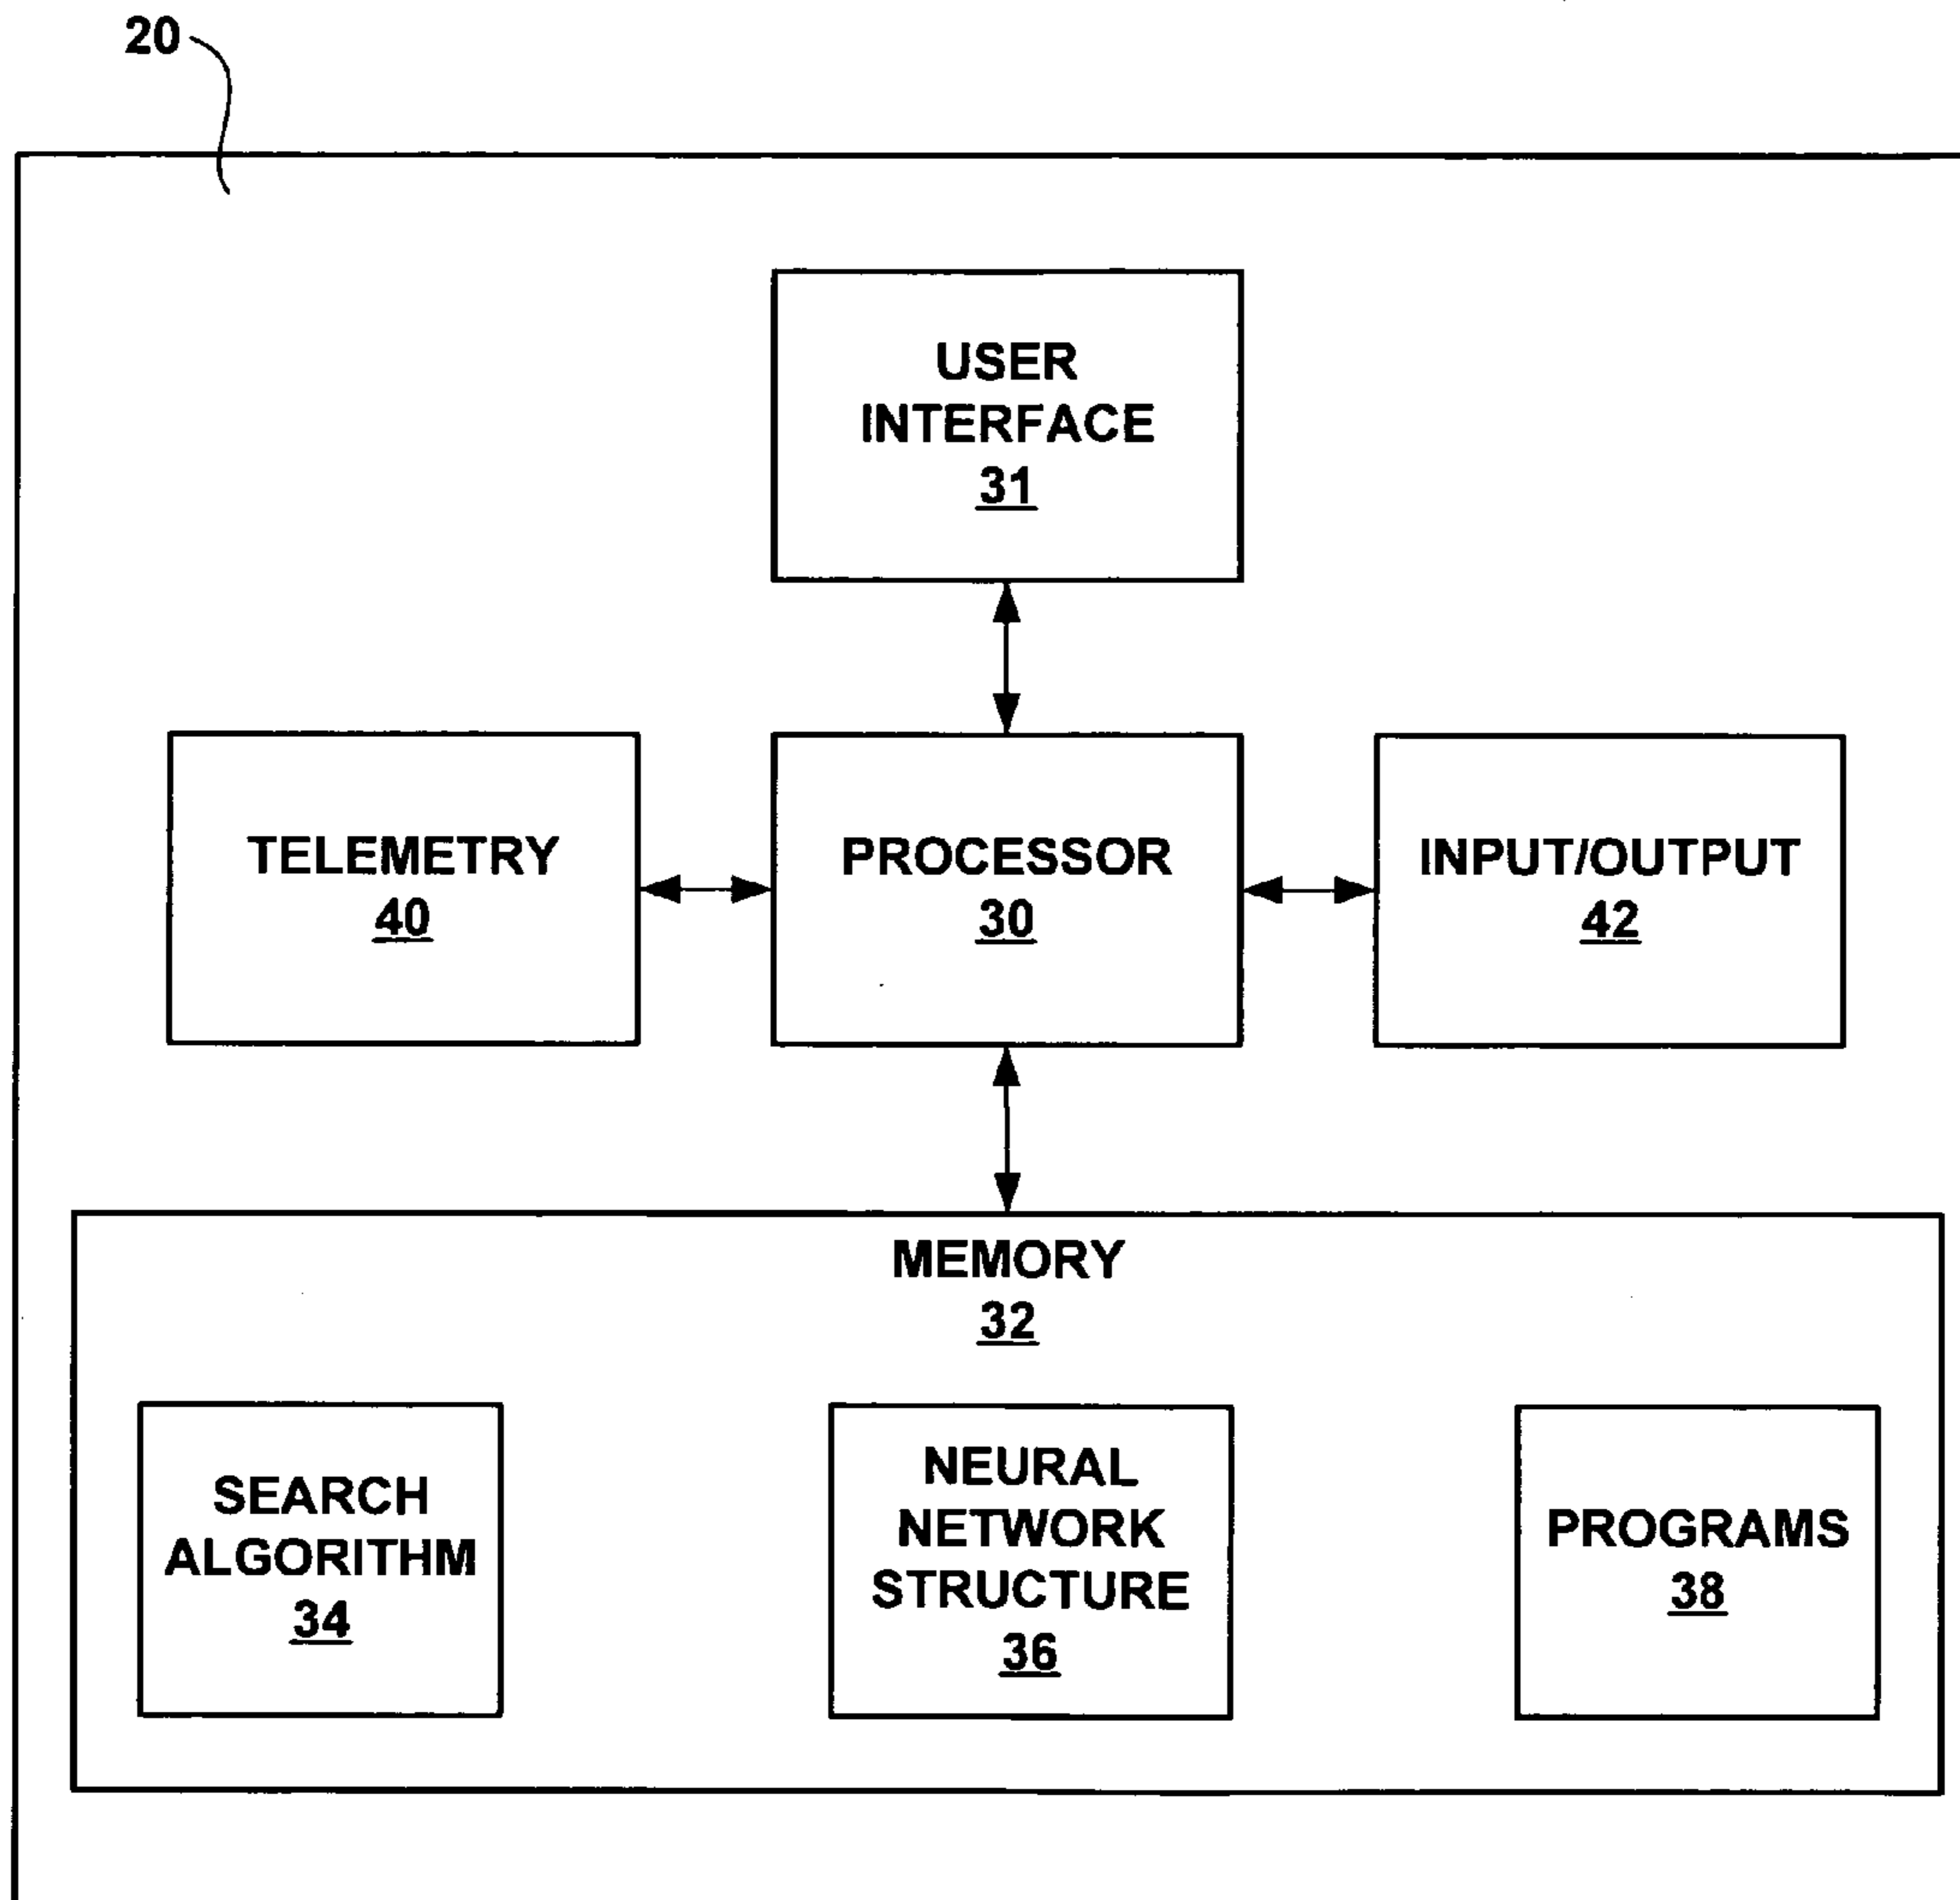 20
USER
INTERFACE
31
TELEMETRY
40
PROCESSOR
30
INPUT/OUTPUT
42
MEMORY
32
SEARCH
ALGORITHM
34
NEURAL
NETWORK
STRUCTURE
36
PROGRAMS
38